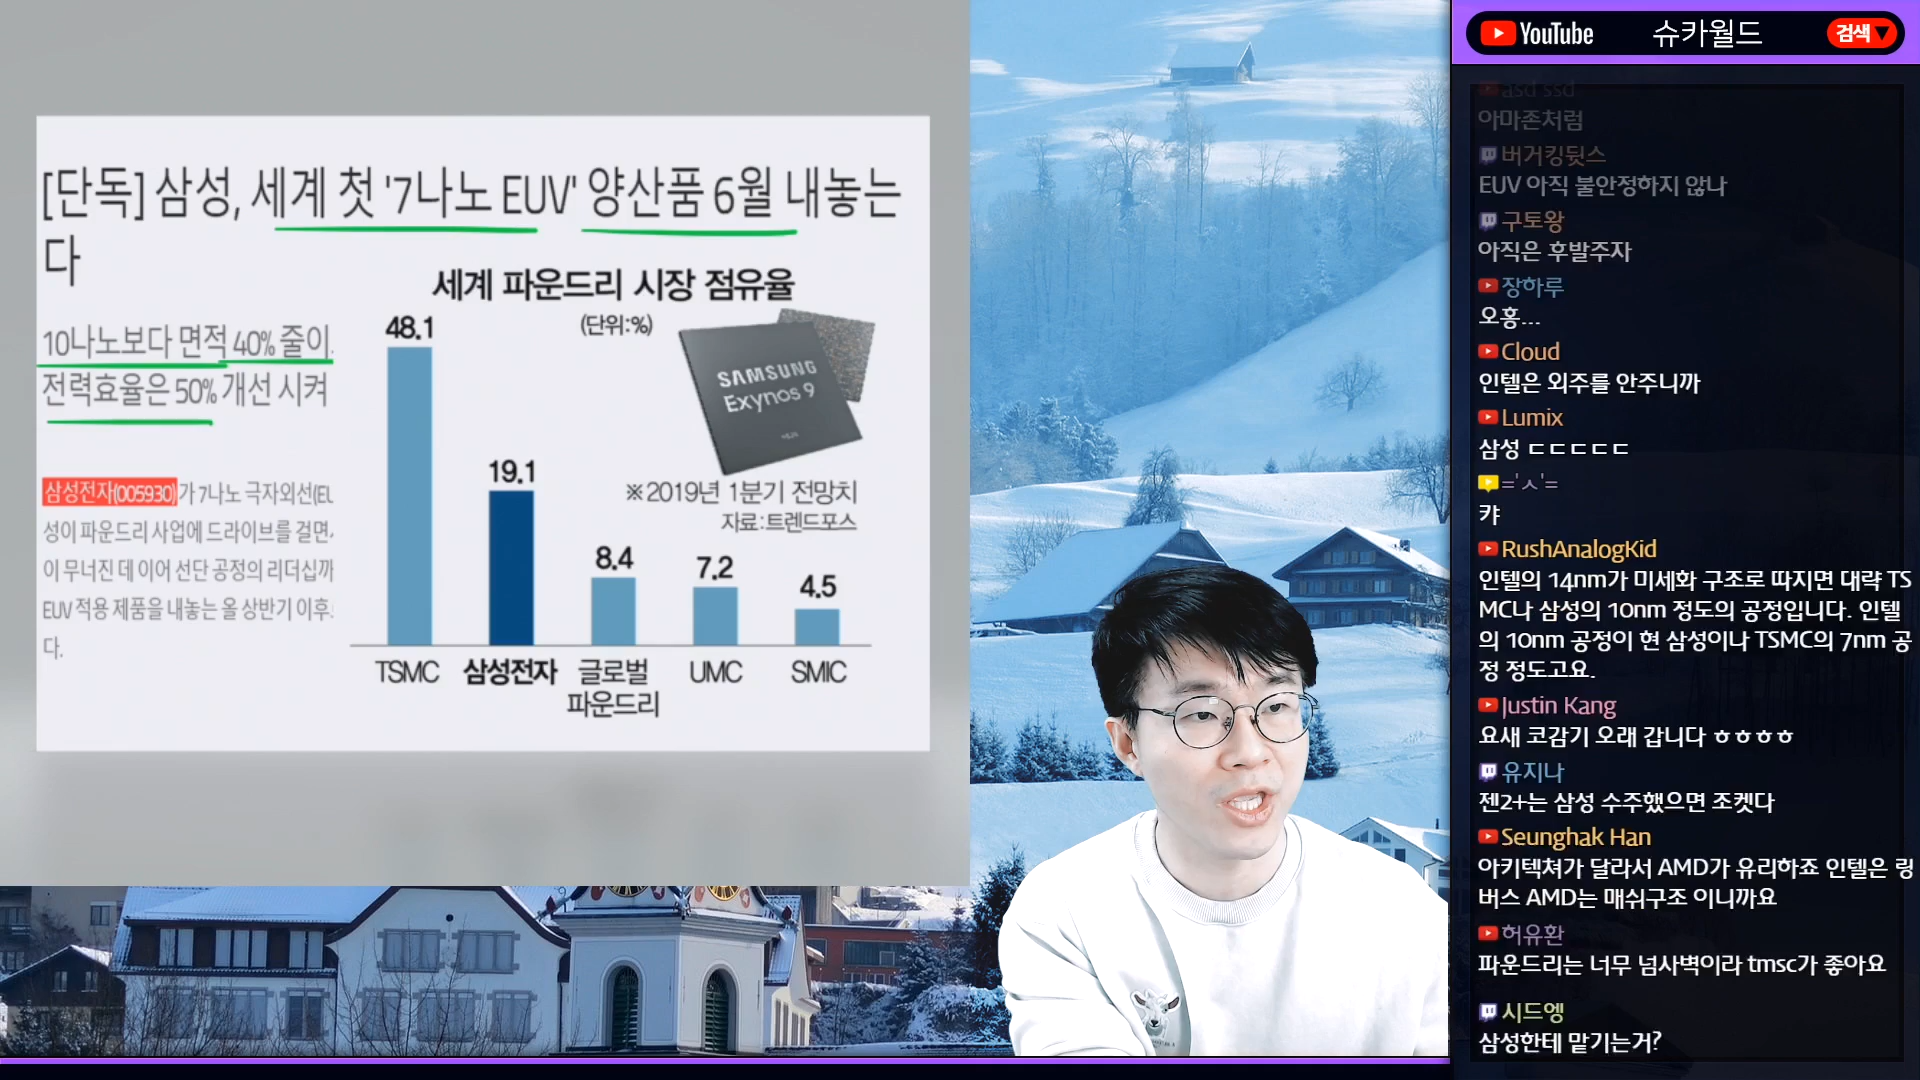 [단독] 삼성, 세계 첫 '7나노 EUV' 양산품 6월 내놓는
다
10나노보다 면적 40% 줄이.
전력효율은 50% 개선 시켜
삼성전자(005930)가 7나노 극자외선(EU
성이 파운드리 사업에 드라이브를 걸면
이 무너진 데 이어 선단 공정의 리더십까
EUV 적용 제품을 내놓는 올 상반기 이후
다.
세계 파운드리 시장 점유율
(단위:%)
48.1
19.1
8.4
7.2
4.5
SAMSUNG
Exynos 9
※2019년 1분기 전망치
자료:트렌드포스
TSMC
삼성전자
글로벌
파운드리
UMC
SMIC
YouTube
슈카월드
검색▼
asd ssd
아마존처럼
버거킹뒷스
EUV 아직 불안정하지 않나
구토왕
아직은 후발주자
장하루
오홍...
Cloud
인텔은 외주를 안주니까
Lumix
삼성 ㄷㄷㄷㄷㄷ
='ㅅ'=
캬
RushAnalogKid
인텔의 14nm가 미세화 구조로 따지면 대략 TS
MC나 삼성의 10nm 정도의 공정입니다. 인텔
의 10nm 공정이 현 삼성이나 TSMC의 7nm 공
정 정도고요.
Justin Kang
요새 코감기 오래 갑니다 ㅎㅎㅎㅎ
유지나
젠2+는 삼성 수주했으면 조켓다
Seunghak Han
아키텍쳐가 달라서 AMD가 유리하죠 인텔은 링
버스 AMD는 매쉬구조 이니까요
허유환
파운드리는 너무 넘사벽이라 tmsc가 좋아요
시드엥
삼성한테 맡기는거?